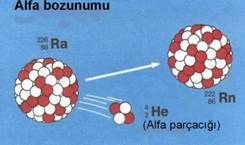 Alfa bozunumu
226
88 Ra
222
86 Rn
4
2 He
(Alfa parçacığı)